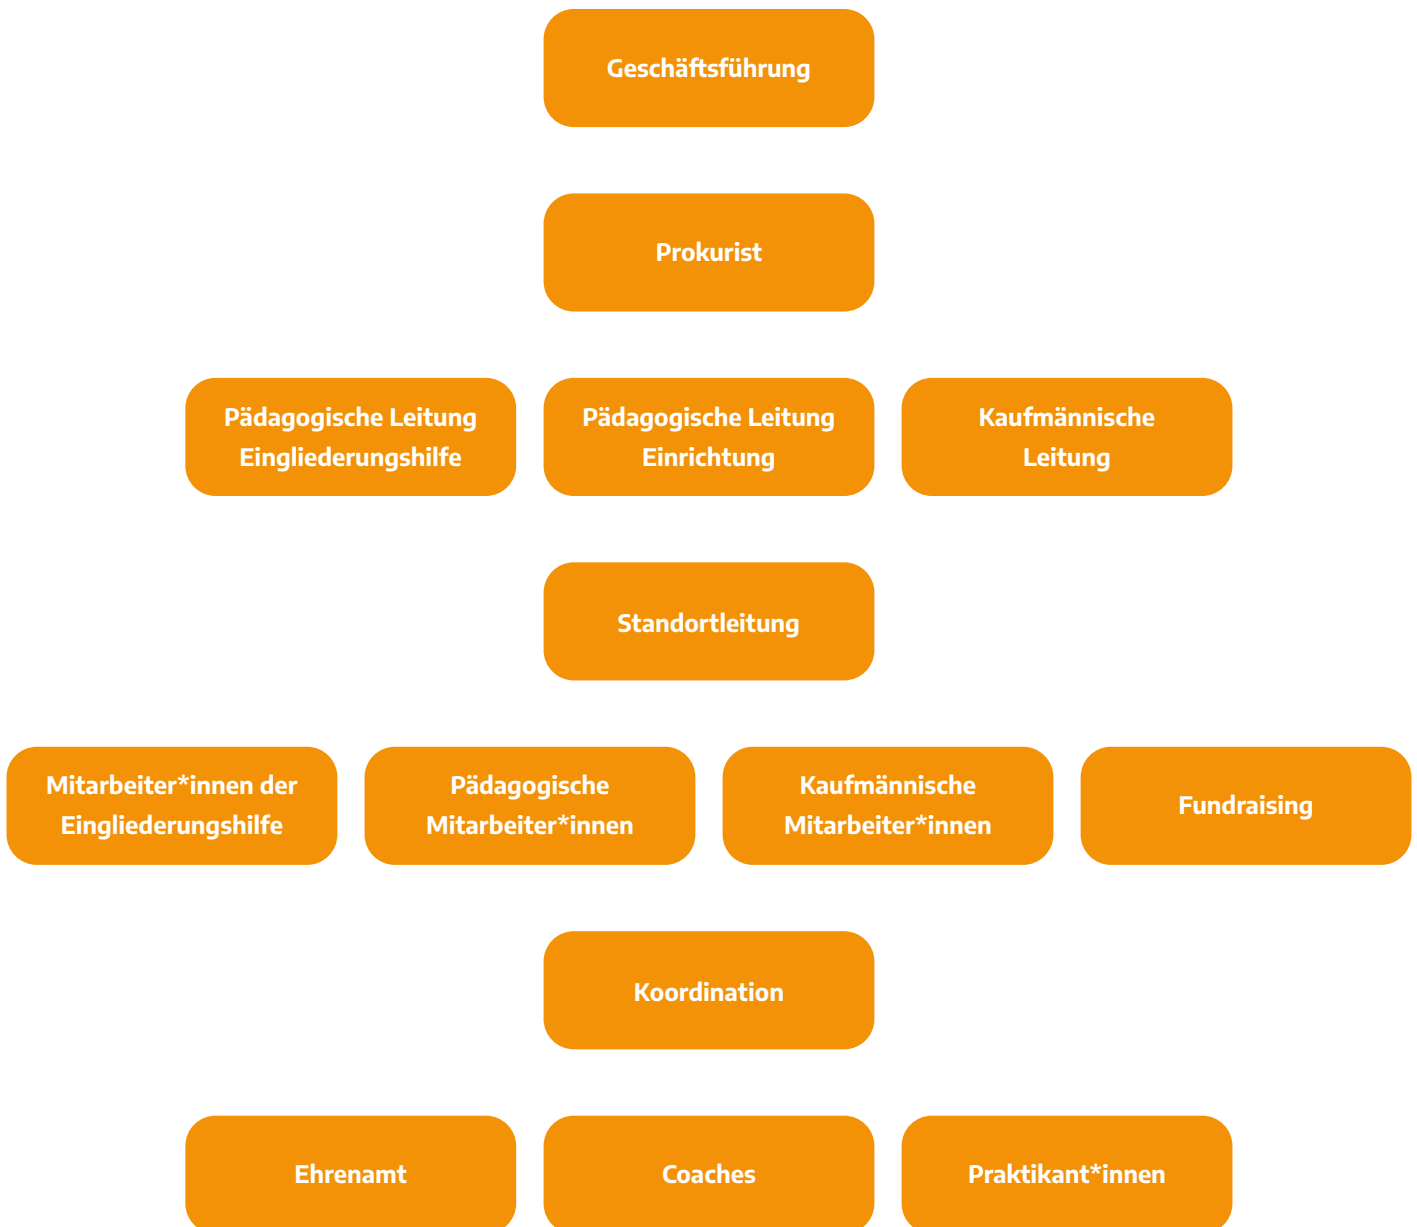 Geschäftsführung
Prokurist
Pädagogische Leitung
Eingliederungshilfe
Pädagogische Leitung
Einrichtung
Kaufmännische
Leitung
Standortleitung
Mitarbeiter*innen der
Eingliederungshilfe
Pädagogische
Mitarbeiter*innen
Kaufmännische
Mitarbeiter*innen
Fundraising
Koordination
Ehrenamt
Coaches
Praktikant*innen